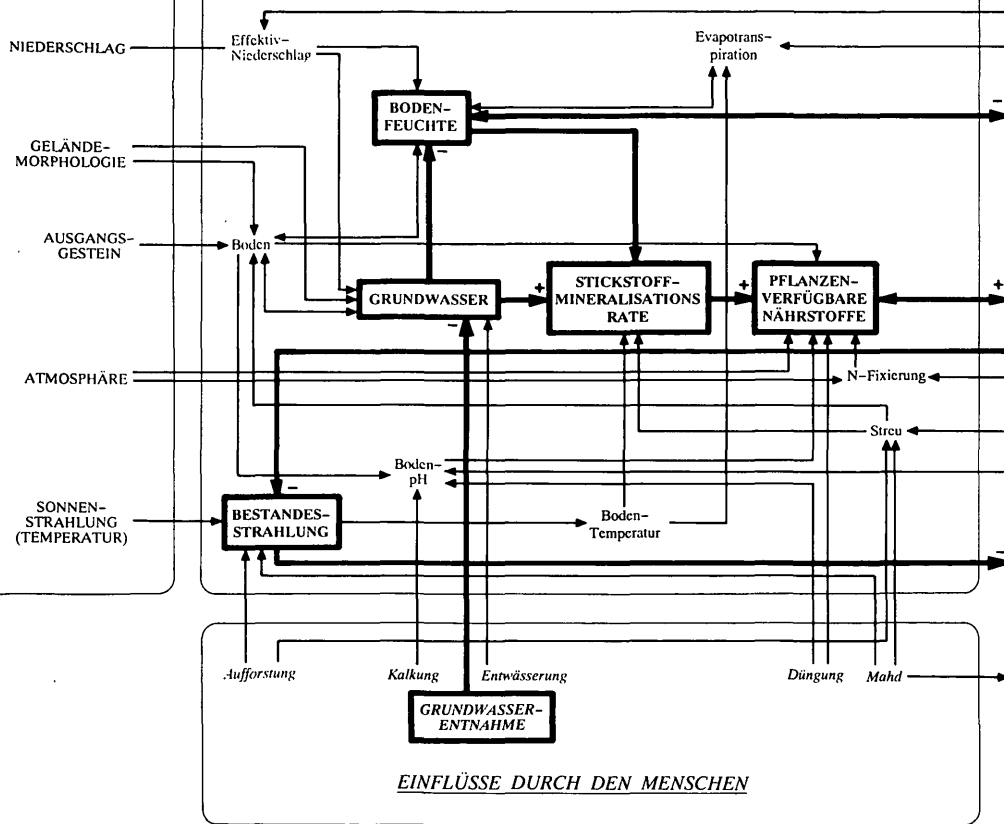 NIEDERSCHLAG
Effektiv-
Niederschlag
Evapotrans-
piration
BODEN-
FEUCHTE
-
-
GELÄNDE-
MORPHOLOGIE
AUSGANGS-
GESTEIN
Boden
GRUNDWASSER
-
+
STICKSTOFF-
MINERALISATIONS
RATE
+
PFLANZEN-
VERFÜGBARE
NÄHRSTOFFE
+
ATMOSPHÄRE
N-Fixierung
Streu
Boden-
pH
-
SONNEN-
STRAHLUNG
(TEMPERATUR)
BESTANDES-
STRAHLUNG
Boden-
Temperatur
-
Aufforstung
Kalkung
Entwässerung
Düngung
Mahd
GRUNDWASSER-
ENTNAHME
EINFLÜSSE DURCH DEN MENSCHEN